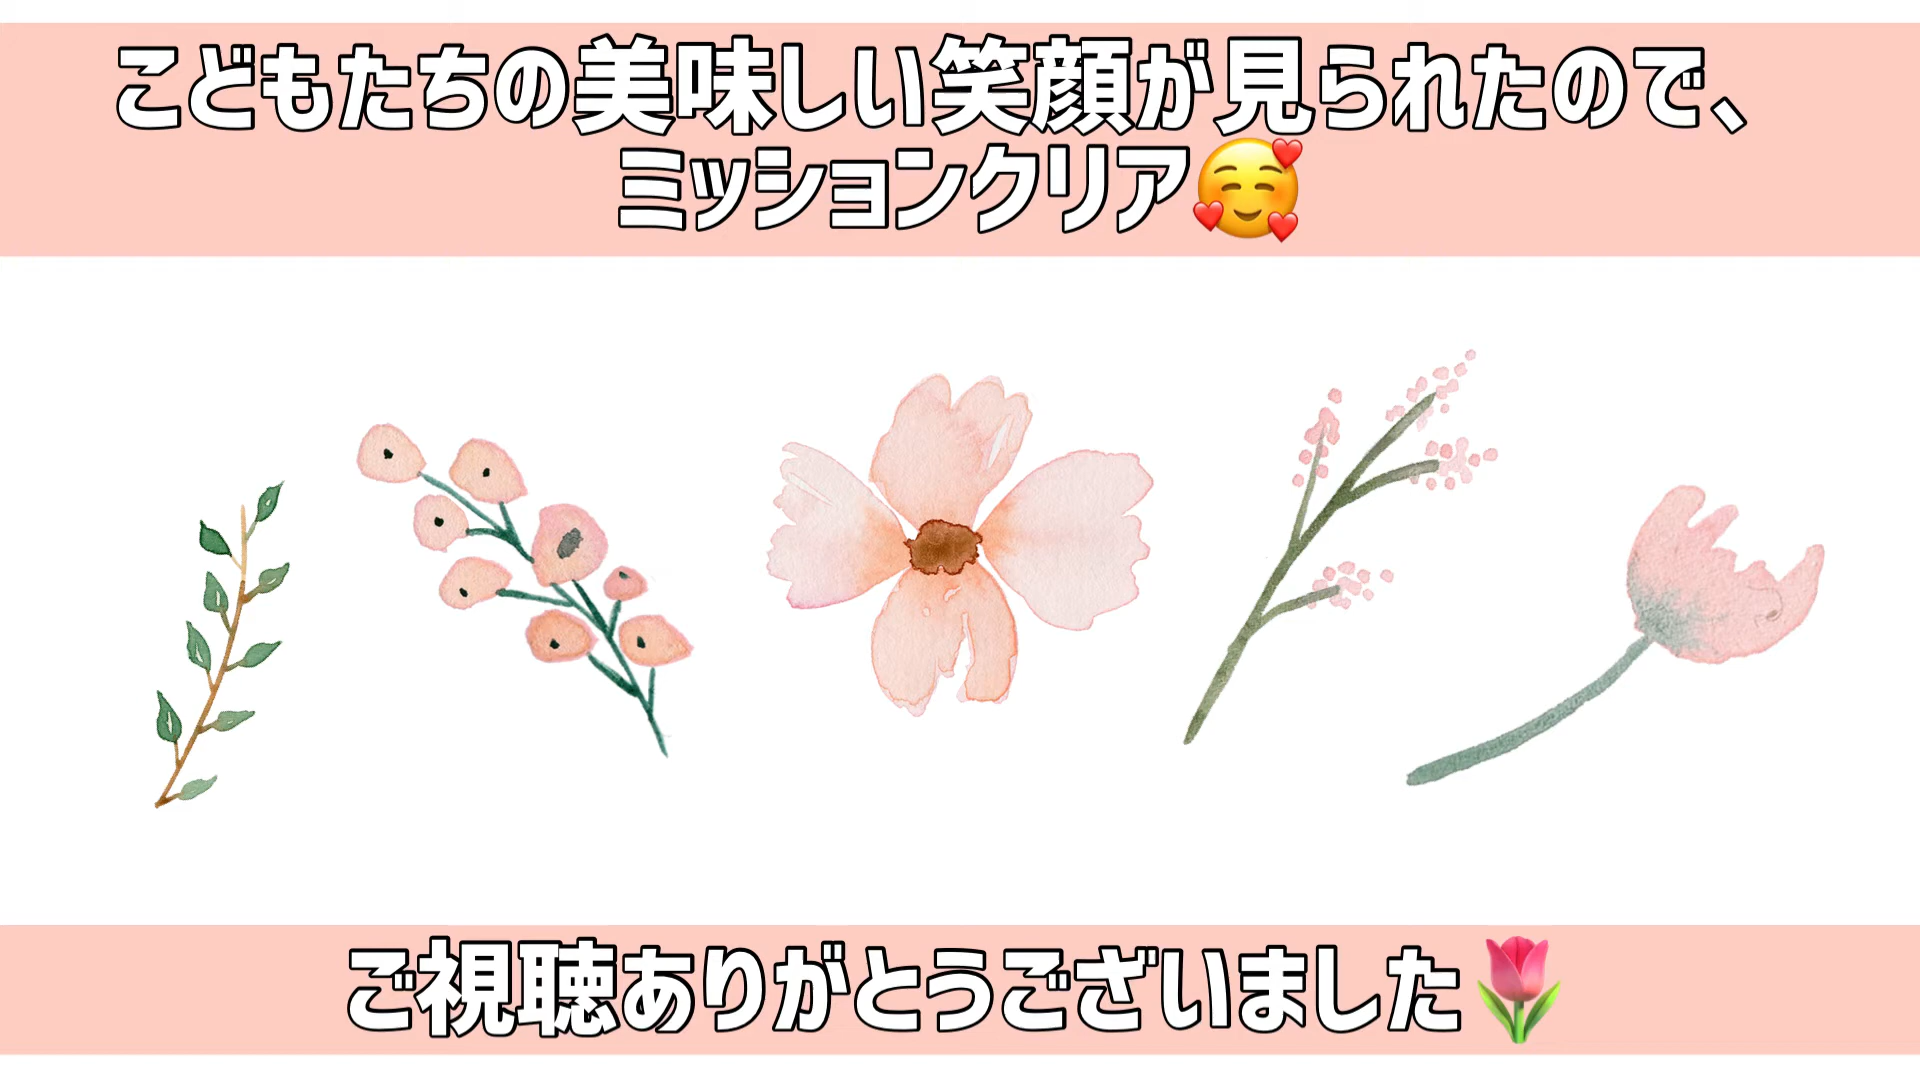 こどもたちの美味しい笑顔が見られたので、
ミッションクリア🥰
ご視聴ありがとうございました🌷